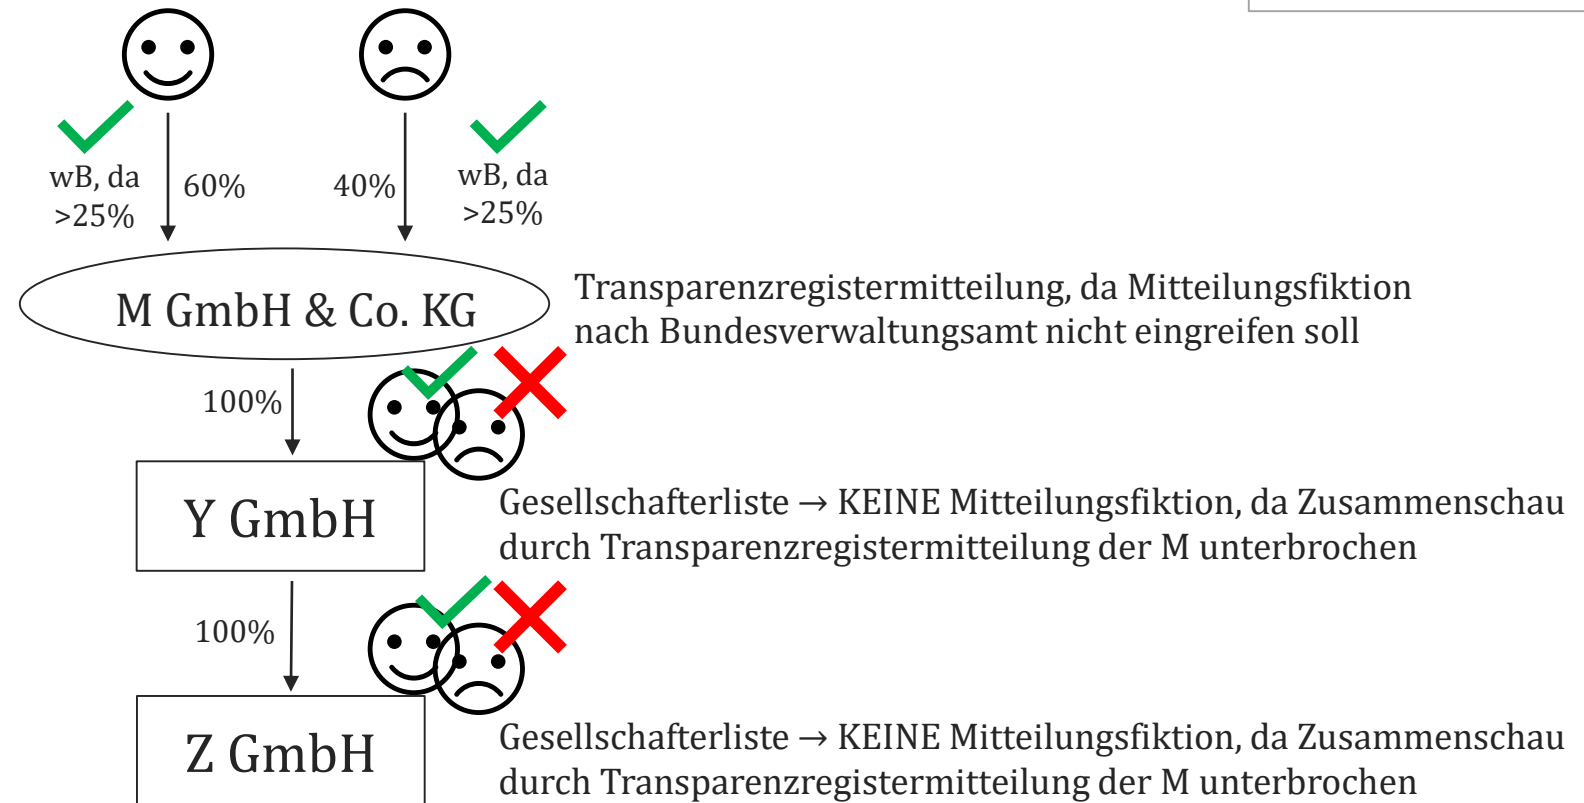 wB, da
>25%
60%
40%
wB, da
>25%
M GmbH & Co. KG
Transparenzregistermitteilung, da Mitteilungsfiktion
nach Bundesverwaltungsamt nicht eingreifen soll
100%
Y GmbH
Gesellschafterliste → KEINE Mitteilungsfiktion, da Zusammenschau
durch Transparenzregistermitteilung der M unterbrochen
100%
Z GmbH
Gesellschafterliste → KEINE Mitteilungsfiktion, da Zusammenschau
durch Transparenzregistermitteilung der M unterbrochen